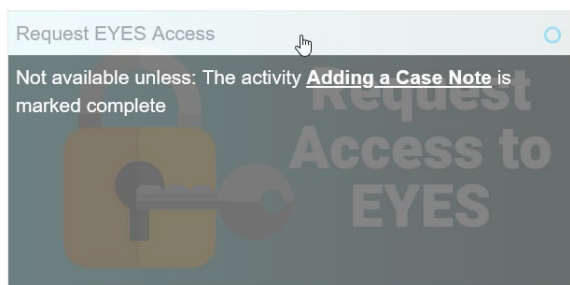 Request EYES Access
Not available unless: The activity Adding a Case Note is
marked complete
Request
Access to
EYES